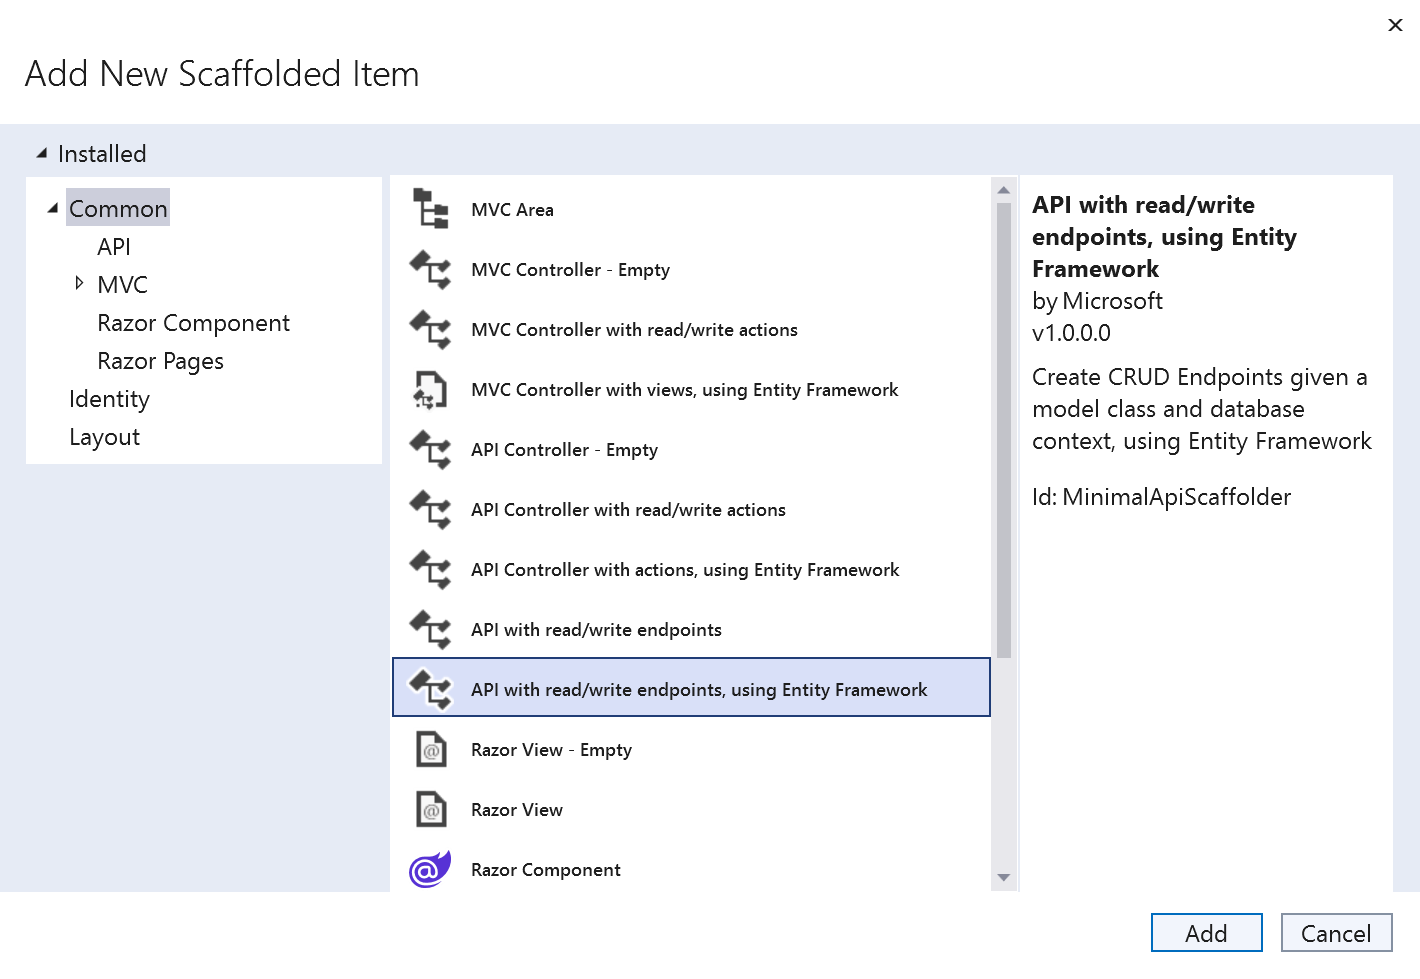 Add New Scaffolded Item
Installed
Common
API
MVC
Razor Component
Razor Pages
Identity
Layout
MVC Area
MVC Controller - Empty
MVC Controller with read/write actions
MVC Controller with views, using Entity Framework
API Controller - Empty
API Controller with read/write actions
API Controller with actions, using Entity Framework
API with read/write endpoints
API with read/write endpoints, using Entity Framework
Razor View - Empty
Razor View
Razor Component
API with read/write
endpoints, using Entity
Framework
by Microsoft
v1.0.0.0
Create CRUD Endpoints given a
model class and database
context, using Entity Framework
Id: MinimalApiScaffolder
Add
Cancel